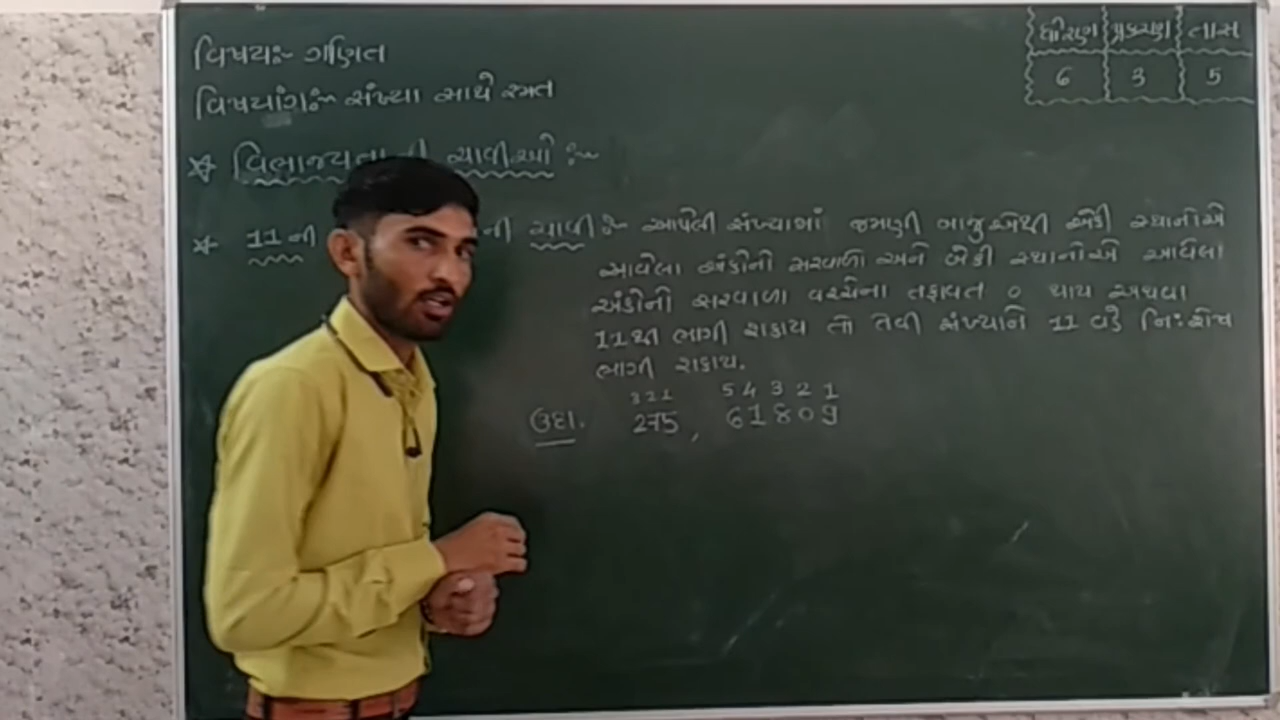 વિષય:- ગણિત
વિષયાંગ:- સંખ્યા સાથે રમત
ધોરણ પ્રકરણ તાસ
6 3 5
* વિભાજ્યતાની ચાવીઓ :-
* 11ની ની ચાવી :- આપેલી સંખ્યામાં જમણી બાજુએથી એકી સ્થાનોએ
આવેલા અંકોનો સરવાળો અને બેકી સ્થાનોએ આવેલા
અંકોનો સરવાળા વચ્ચેના તફાવત 0 થાય અથવા
11થી ભાગી શકાય તો તેવી સંખ્યાને 11 વડે નિ:શેષ
ભાગી શકાય.
3 2 1 5 4 3 2 1
ઉદા. 275 , 61809